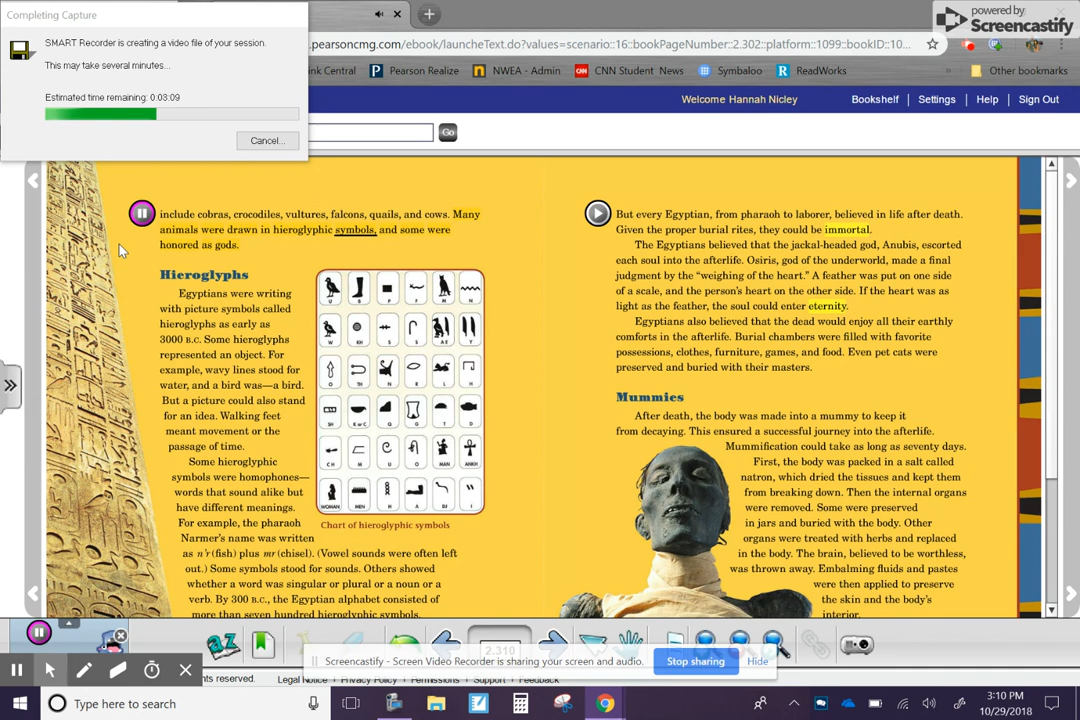 Completing Capture
SMART Recorder is creating a video file of your session.
This may take several minutes...
Estimated time remaining: 0:03:09
Cancel...
powered by
Screencastify
.pearsoncmg.com/ebook/launcheText.do?values=scenario::16::bookPageNumber::2.302::platform::1099::bookID::10...
ink Central
Pearson Realize
NWEA - Admin
CNN Student News
Symbaloo
ReadWorks
Other bookmarks
Welcome Hannah Nicley
Bookshelf
Settings
Help
Sign Out
Go
include cobras, crocodiles, vultures, falcons, quails, and cows. Many
animals were drawn in hieroglyphic symbols, and some were
honored as gods.
Hieroglyphs
Egyptians were writing
with picture symbols called
hieroglyphs as early as
3000 B.C. Some hieroglyphs
represented an object. For
example, wavy lines stood for
water, and a bird was—a bird.
But a picture could also stand
for an idea. Walking feet
meant movement or the
passage of time.
Some hieroglyphic
symbols were homophones—
words that sound alike but
have different meanings.
For example, the pharaoh
Narmer's name was written
as n'r (fish) plus mr (chisel). (Vowel sounds were often left
out.) Some symbols stood for sounds. Others showed
whether a word was singular or plural or a noun or a
verb. By 300 B.C., the Egyptian alphabet consisted of
more than seven hundred hieroglyphic symbols.
U B P F M N
W KH S S A E Y
O TH N R L H
SH K or C Q G T D
CH M U O MAN ANKH
WOMAN MEN H A DJ I
Chart of hieroglyphic symbols
But every Egyptian, from pharaoh to laborer, believed in life after death.
Given the proper burial rites, they could be immortal.
The Egyptians believed that the jackal-headed god, Anubis, escorted
each soul into the afterlife. Osiris, god of the underworld, made a final
judgment by the "weighing of the heart." A feather was put on one side
of a scale, and the person's heart on the other side. If the heart was as
light as the feather, the soul could enter eternity.
Egyptians also believed that the dead would enjoy all their earthly
comforts in the afterlife. Burial chambers were filled with favorite
possessions, clothes, furniture, games, and food. Even pet cats were
preserved and buried with their masters.
Mummies
After death, the body was made into a mummy to keep it
from decaying. This ensured a successful journey into the afterlife.
Mummification could take as long as seventy days.
First, the body was packed in a salt called
natron, which dried the tissues and kept them
from breaking down. Then the internal organs
were removed. Some were preserved
in jars and buried with the body. Other
organs were treated with herbs and replaced
in the body. The brain, believed to be worthless,
was thrown away. Embalming fluids and pastes
were then applied to preserve
the skin and the body's
interior.
az
2.310
Screencastify - Screen Video Recorder is sharing your screen and audio.
Stop sharing
Hide
ghts reserved.
Legal Notice
Privacy Policy
Permissions
Support
Feedback
Type here to search
3:10 PM
10/29/2018